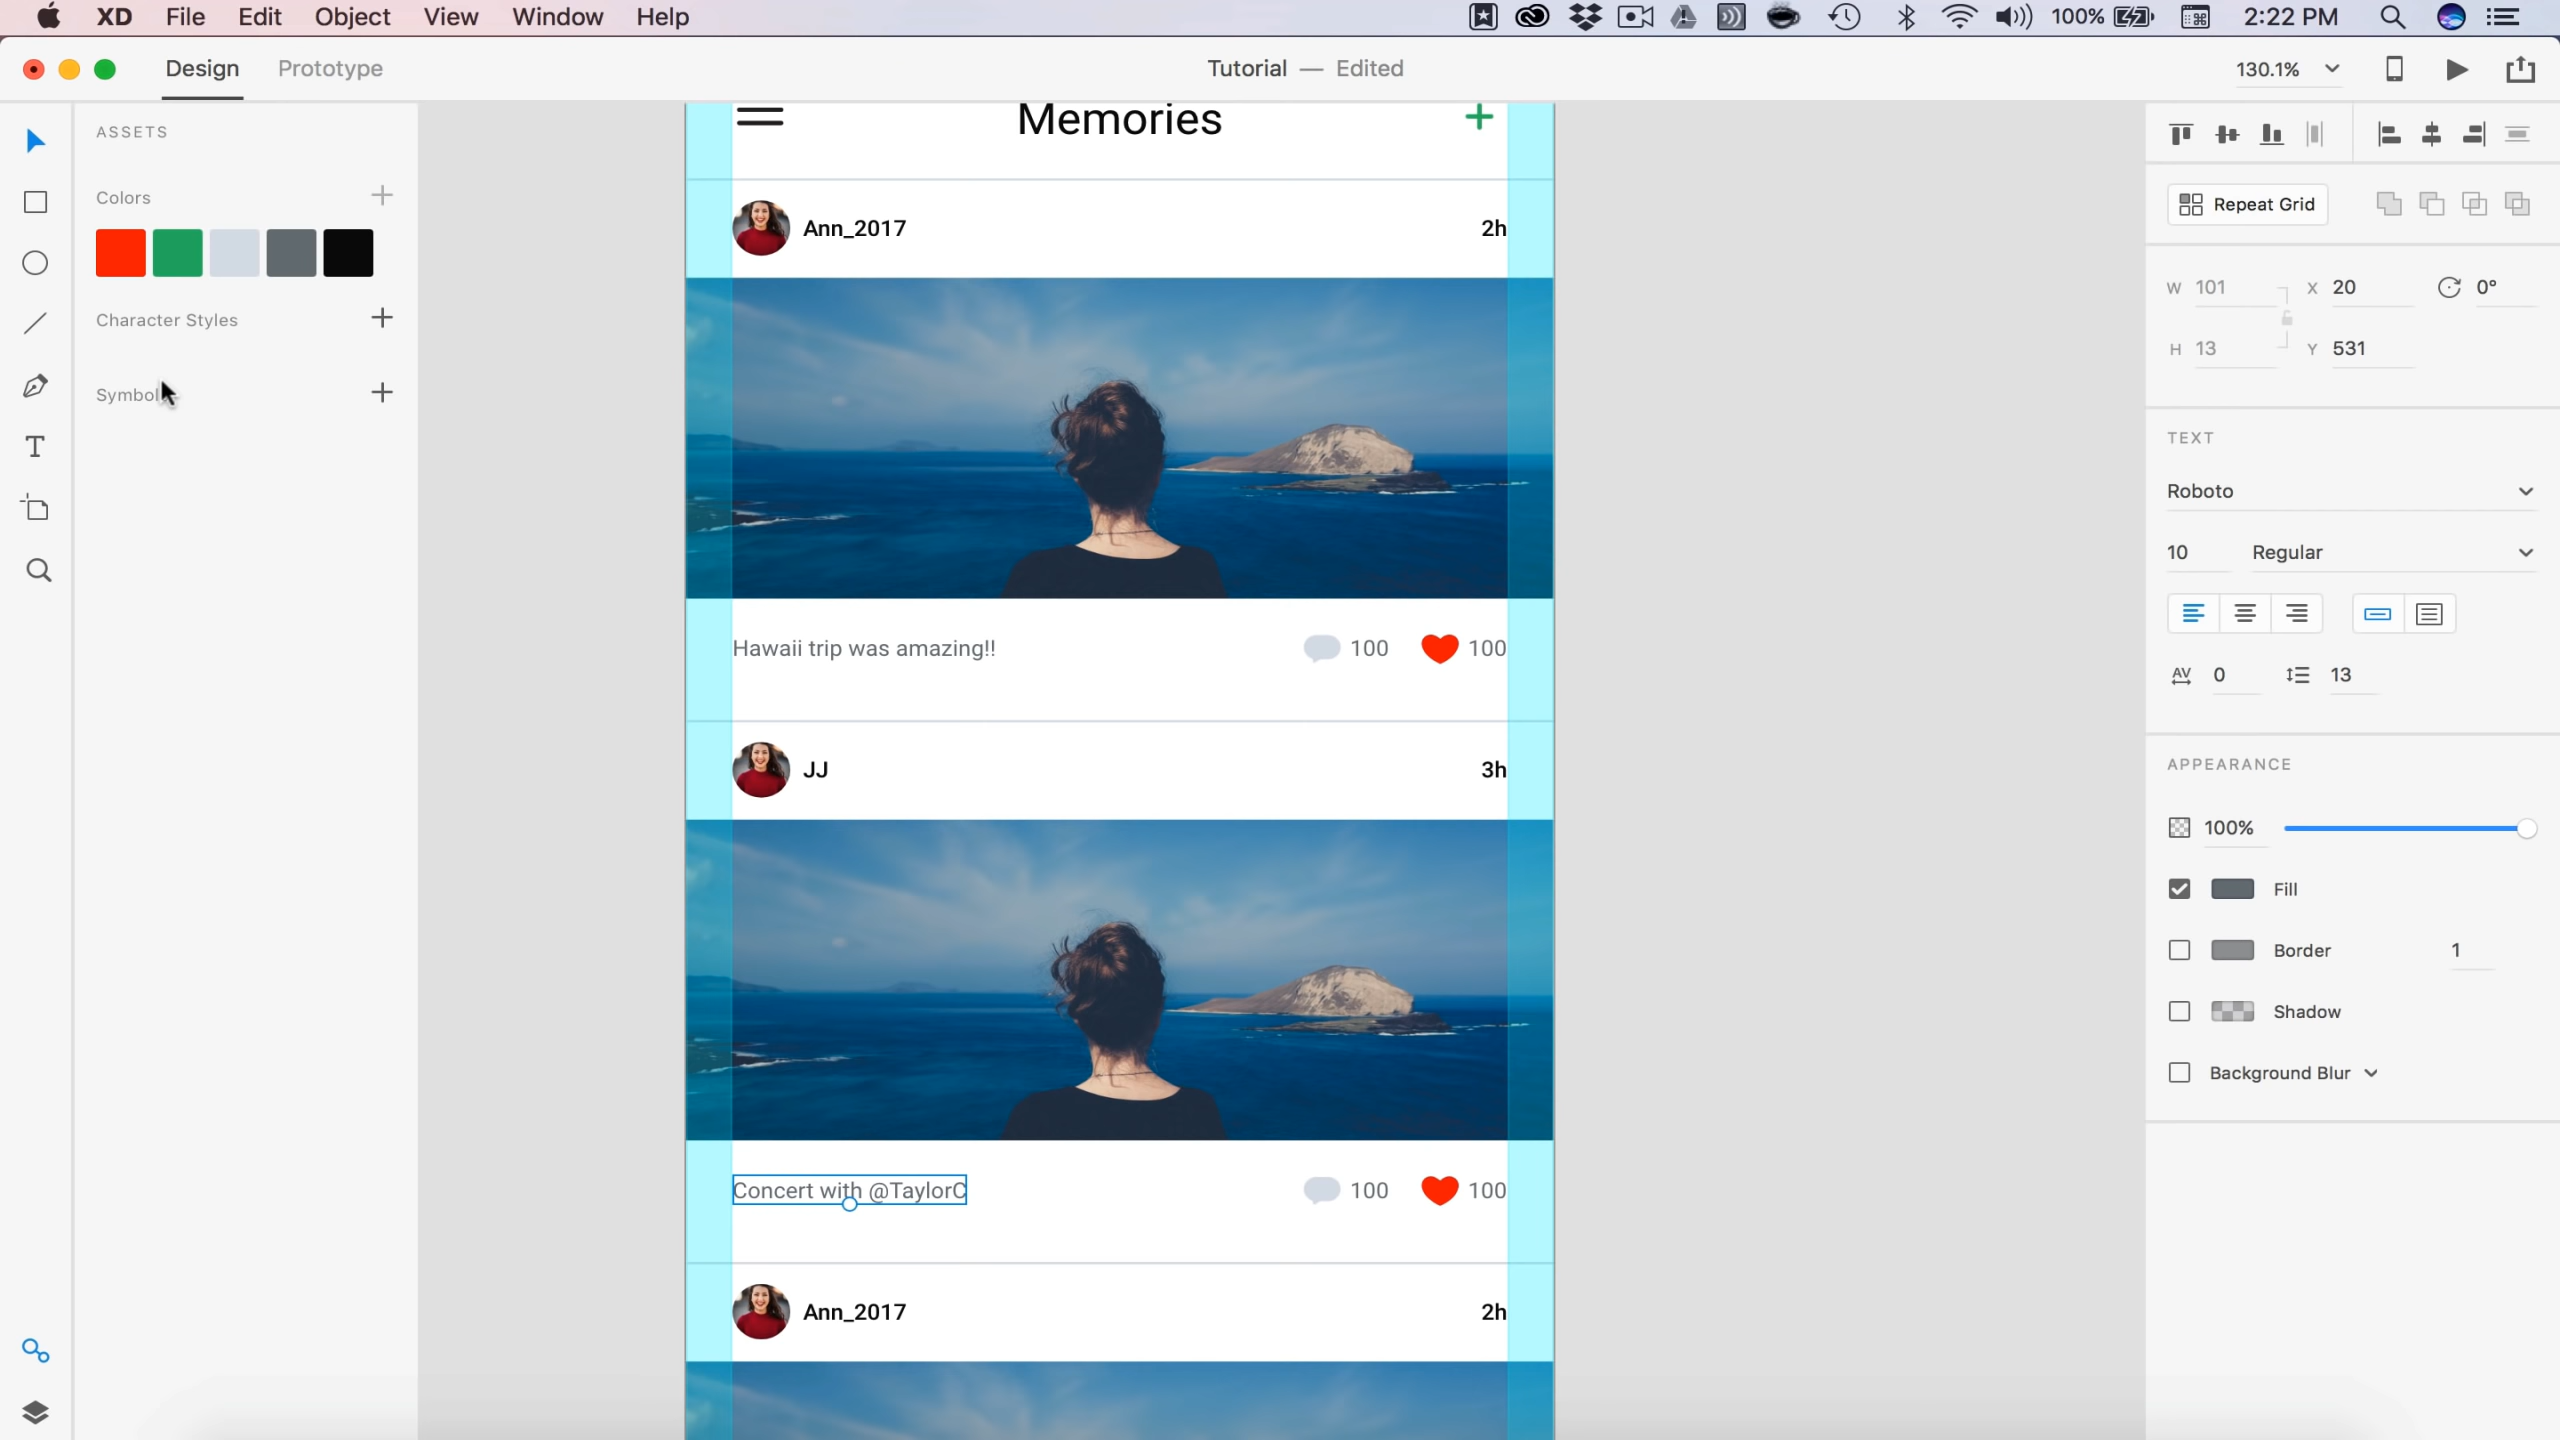 XD File Edit Object View Window Help 100% 2:22 PM
Design Prototype Tutorial — Edited 130.1%
ASSETS
Colors
Character Styles
Symbol
Memories
Ann_2017 2h
Hawaii trip was amazing!! 100 100
JJ 3h
Concert with @TaylorC 100 100
Ann_2017 2h
Repeat Grid
W 101 X 20 0°
H 13 Y 531
TEXT
Roboto
10 Regular
AV 0 13
APPEARANCE
100%
Fill
Border 1
Shadow
Background Blur